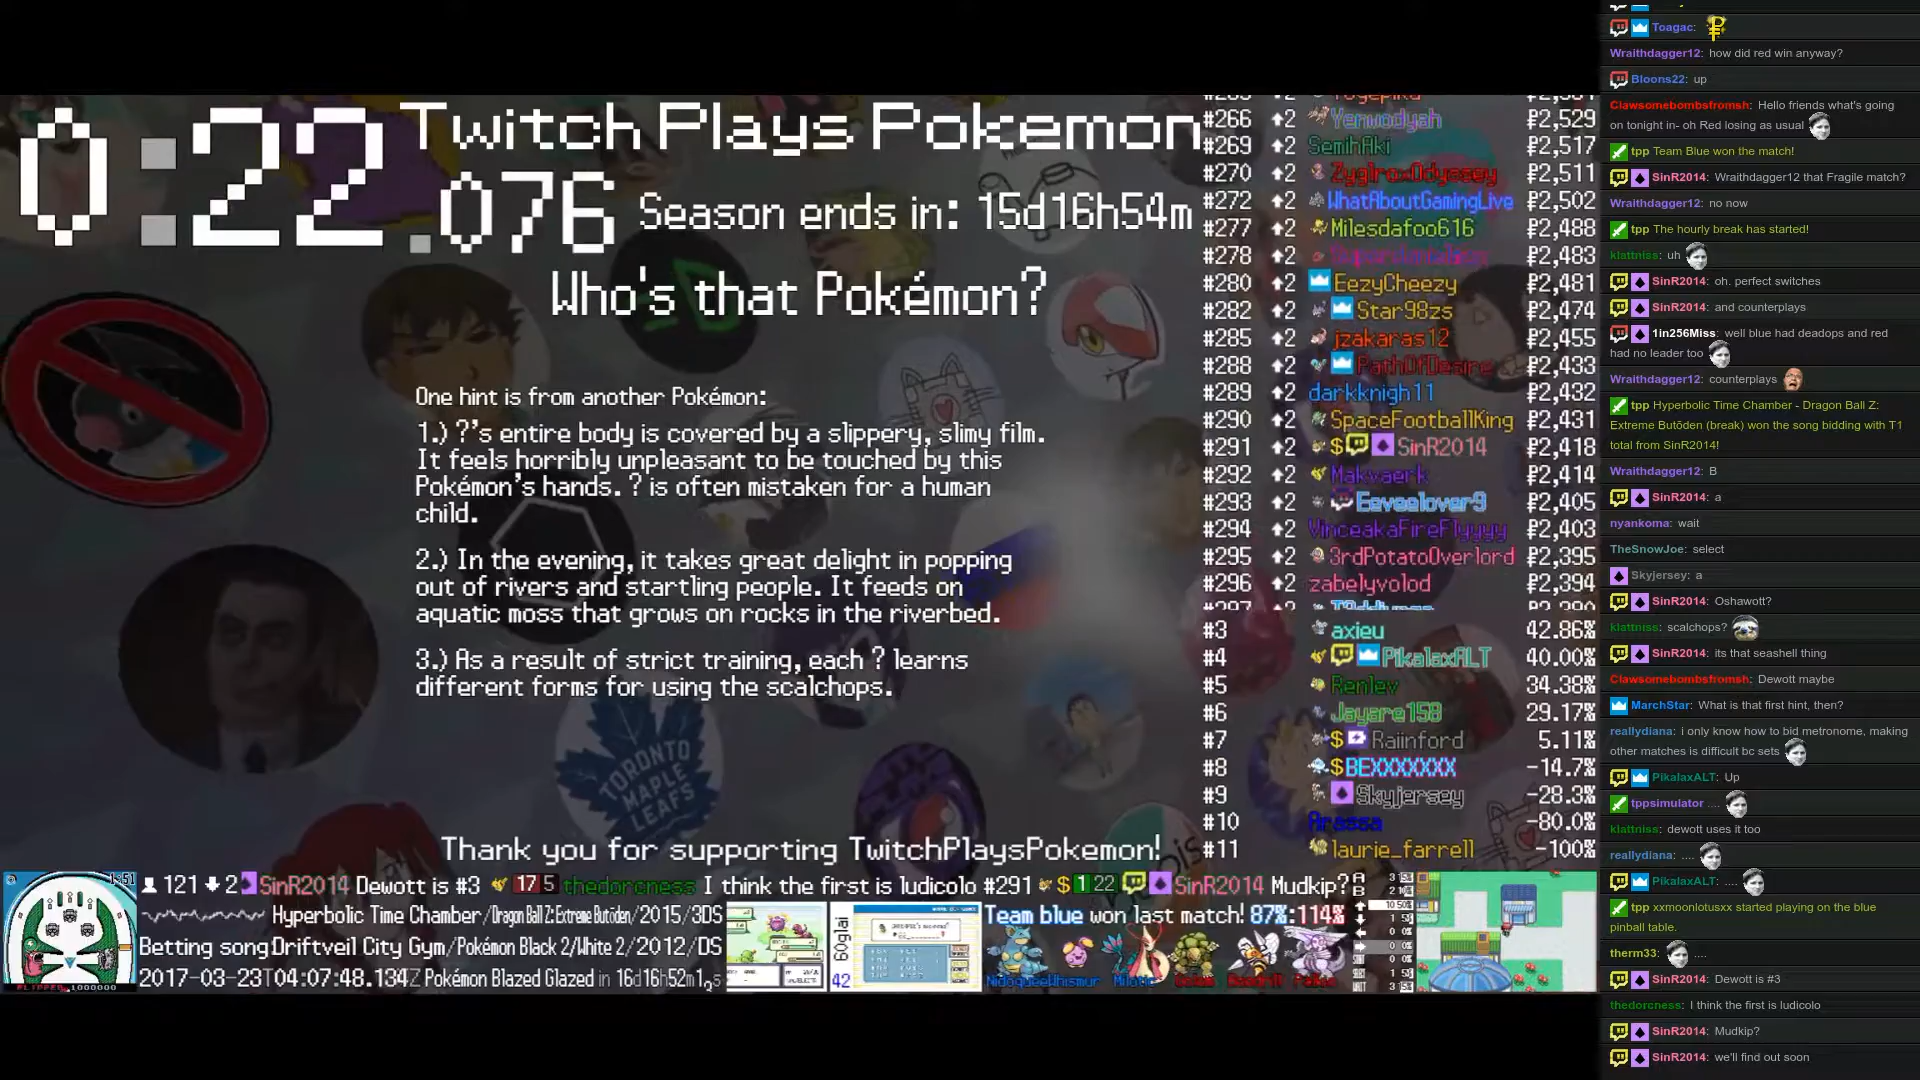 0:22.076
Twitch Plays Pokemon
Season ends in: 15d16h54m
Who's that Pokémon?
One hint is from another Pokémon:
1.) ?'s entire body is covered by a slippery, slimy film.
It feels horribly unpleasant to be touched by this
Pokémon's hands. ? is often mistaken for a human
child.
2.) In the evening, it takes great delight in popping
out of rivers and startling people. It feeds on
aquatic moss that grows on rocks in the riverbed.
3.) As a result of strict training, each ? learns
different forms for using the scalchops.
TORONTO
MAPLE
LEAFS
Thank you for supporting TwitchPlaysPokemon!
#266 2 Yenwodyah ₽2,529
#269 2 SemihAki ₽2,517
#270 2 ZygiroxOdyssey ₽2,511
#272 2 WhatAboutGamingLive ₽2,502
#277 2 Milesdafoo616 ₽2,488
#278 2 ₽2,483
#280 2 EezyCheezy ₽2,481
#282 2 Star98zs ₽2,474
#285 2 jzakaras12 ₽2,455
#288 2 PathOfDesire ₽2,433
#289 2 darkknigh11 ₽2,432
#290 2 SpaceFootballKing ₽2,431
#291 2 $ SinR2014 ₽2,418
#292 2 Makvaerk ₽2,414
#293 2 Eeveelover9 ₽2,405
#294 2 VinceakaFireFlyyyy ₽2,403
#295 2 3rdPotatoOverlord ₽2,395
#296 2 zabelyvolod ₽2,394
#3 axieu 42.86%
#4 PikalaxALT 40.00%
#5 Renlev 34.38%
#6 Jayare158 29.17%
#7 $ Raiinford 5.11%
#8 $BEXXXXXXX -14.7%
#9 Skyjersey -28.3%
#10 Arassa -80.0%
#11 laurie_farrell -100%
121 2 SinR2014 Dewott is #3 17 5 thedorcness I think the first is ludicolo #291 $ 1 22 SinR2014 Mudkip?
Hyperbolic Time Chamber/Dragon Ball Z: Extreme Butōden/2015/3DS
Betting song Driftveil City Gym/Pokémon Black 2/White 2/2012/DS
2017-03-23T04:07:48.134Z Pokémon Blazed Glazed in 16d16h52m1
42
Team blue won last match! 87%:114%
Nidoqueen Whismur Milotic
Toagac:
Wraithdagger12: how did red win anyway?
Bloons22: up
Clawsomebombsfromsh: Hello friends what's going
on tonight in- oh Red losing as usual
tpp Team Blue won the match!
SinR2014: Wraithdagger12 that Fragile match?
Wraithdagger12: no now
tpp The hourly break has started!
klattniss: uh
SinR2014: oh. perfect switches
SinR2014: and counterplays
1in256Miss: well blue had deadops and red
had no leader too
Wraithdagger12: counterplays
tpp Hyperbolic Time Chamber - Dragon Ball Z:
Extreme Butōden (break) won the song bidding with T1
total from SinR2014!
Wraithdagger12: B
SinR2014: a
nyankoma: wait
TheSnowJoe: select
Skyjersey: a
SinR2014: Oshawott?
klattniss: scalchops?
SinR2014: its that seashell thing
Clawsomebombsfromsh: Dewott maybe
MarchStar: What is that first hint, then?
reallydiana: i only know how to bid metronome, making
other matches is difficult bc sets
PikalaxALT: Up
tppsimulator ....
klattniss: dewott uses it too
reallydiana: ....
PikalaxALT: ....
tpp xxmoonlotusxx started playing on the blue
pinball table.
therm33: ....
SinR2014: Dewott is #3
thedorcness: I think the first is ludicolo
SinR2014: Mudkip?
SinR2014: we'll find out soon